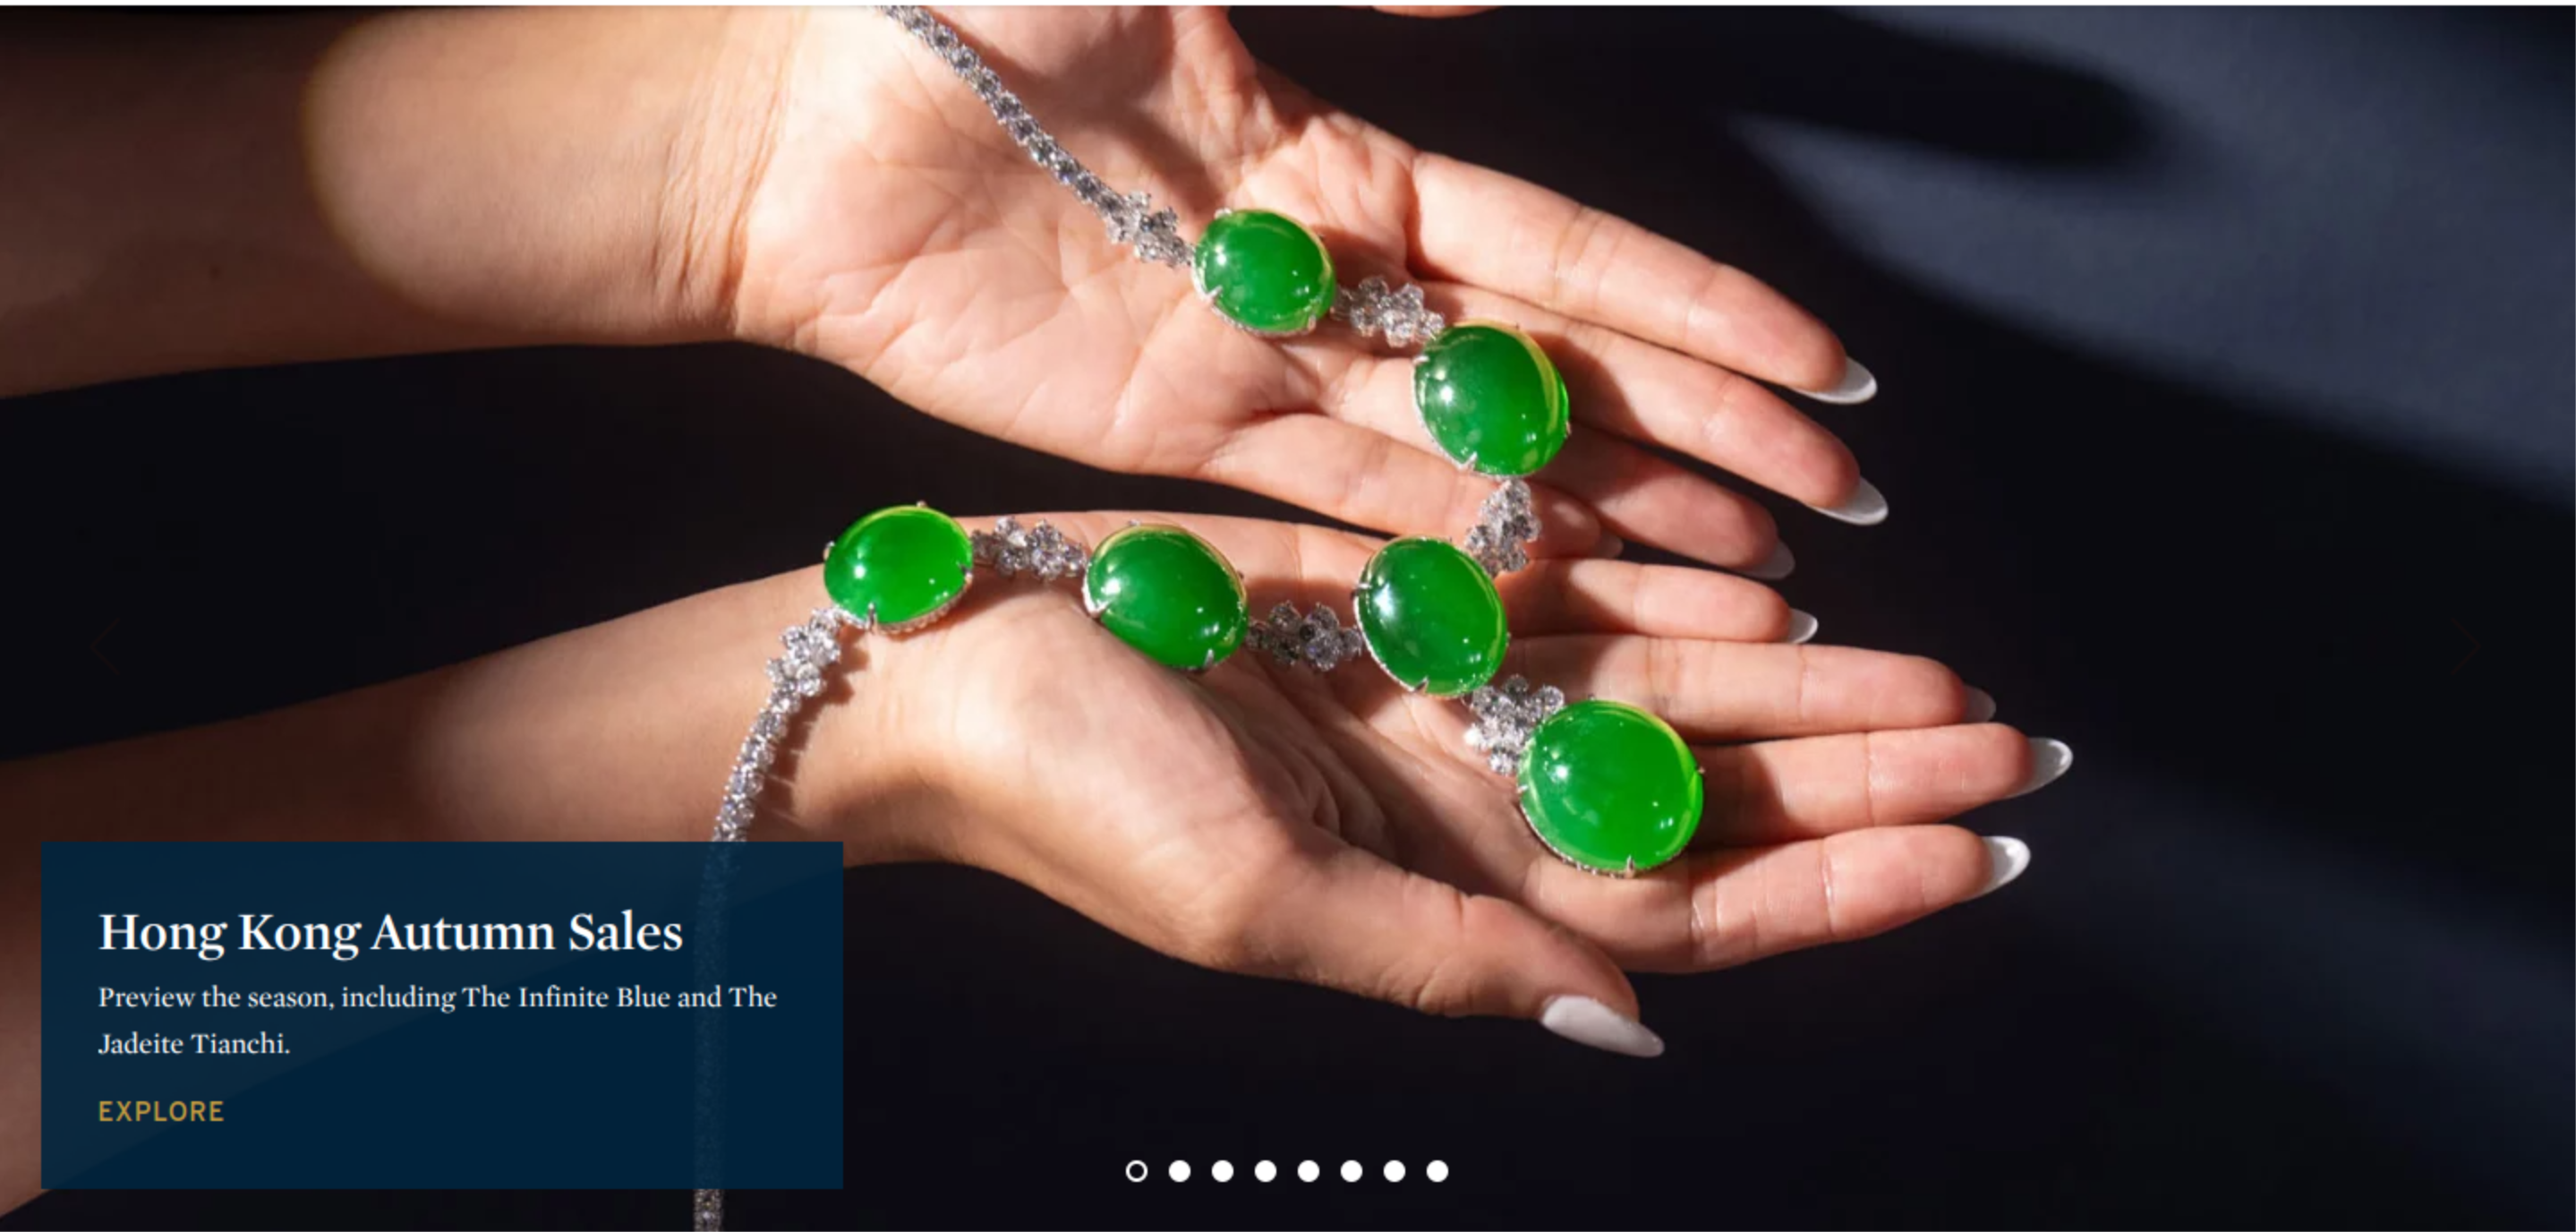 Hong Kong Autumn Sales
Preview the season, including The Infinite Blue and The
Jadeite Tianchi.
EXPLORE